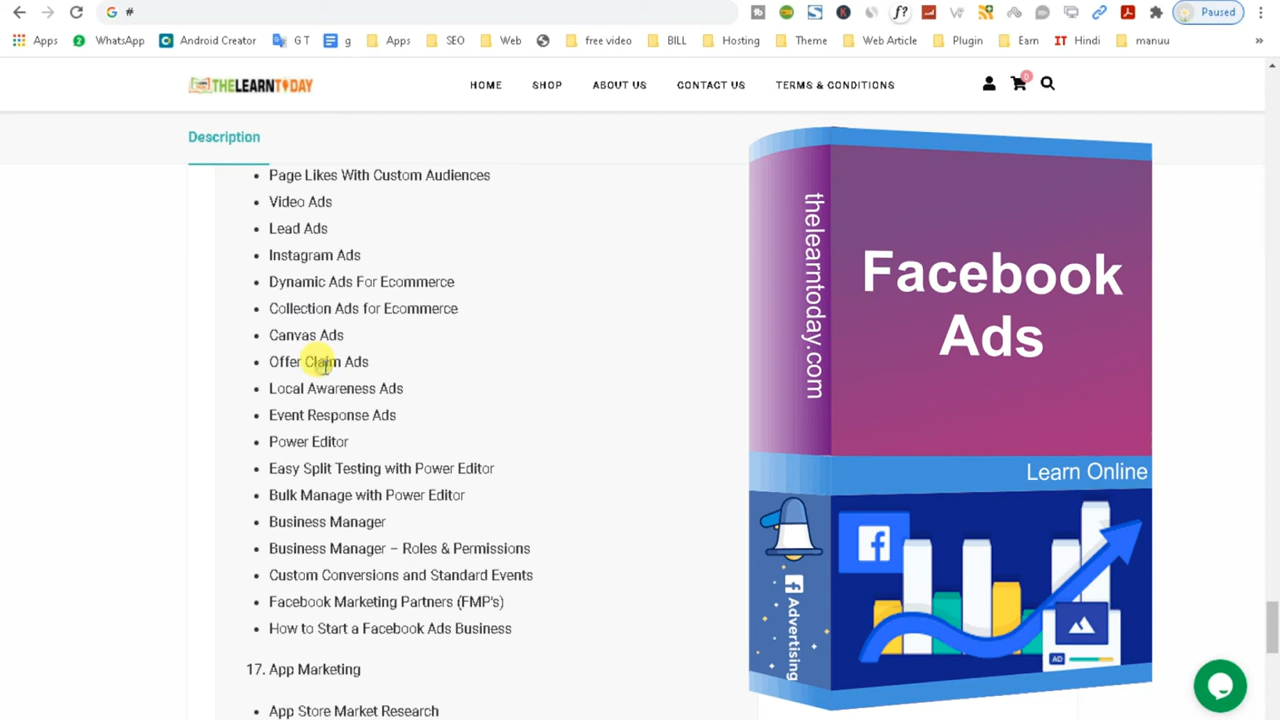 #
Paused
Apps
WhatsApp
Android Creator
G T
g
Apps
SEO
Web
free video
BILL
Hosting
Theme
Web Article
Plugin
Earn
IT Hindi
manuu
»
THELEARNTODAY
HOME
SHOP
ABOUT US
CONTACT US
TERMS & CONDITIONS
0
Description
• Page Likes With Custom Audiences
• Video Ads
• Lead Ads
• Instagram Ads
• Dynamic Ads For Ecommerce
• Collection Ads for Ecommerce
• Canvas Ads
• Offer Claim Ads
• Local Awareness Ads
• Event Response Ads
• Power Editor
• Easy Split Testing with Power Editor
• Bulk Manage with Power Editor
• Business Manager
• Business Manager – Roles & Permissions
• Custom Conversions and Standard Events
• Facebook Marketing Partners (FMP's)
• How to Start a Facebook Ads Business
17. App Marketing
• App Store Market Research
thelearntoday.com
Facebook
Ads
Learn Online
Advertising
AD